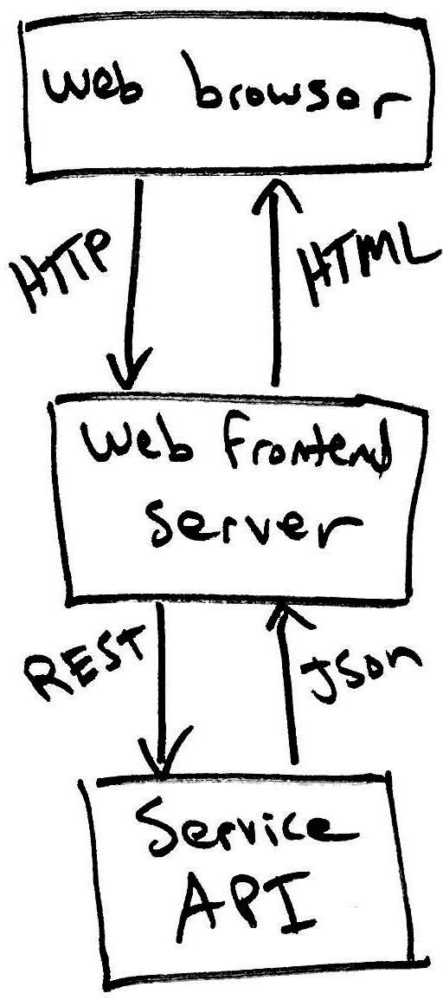 Web browsor
HTTP
HTML
Web Frontend
Server
REST
JSon
Service
API